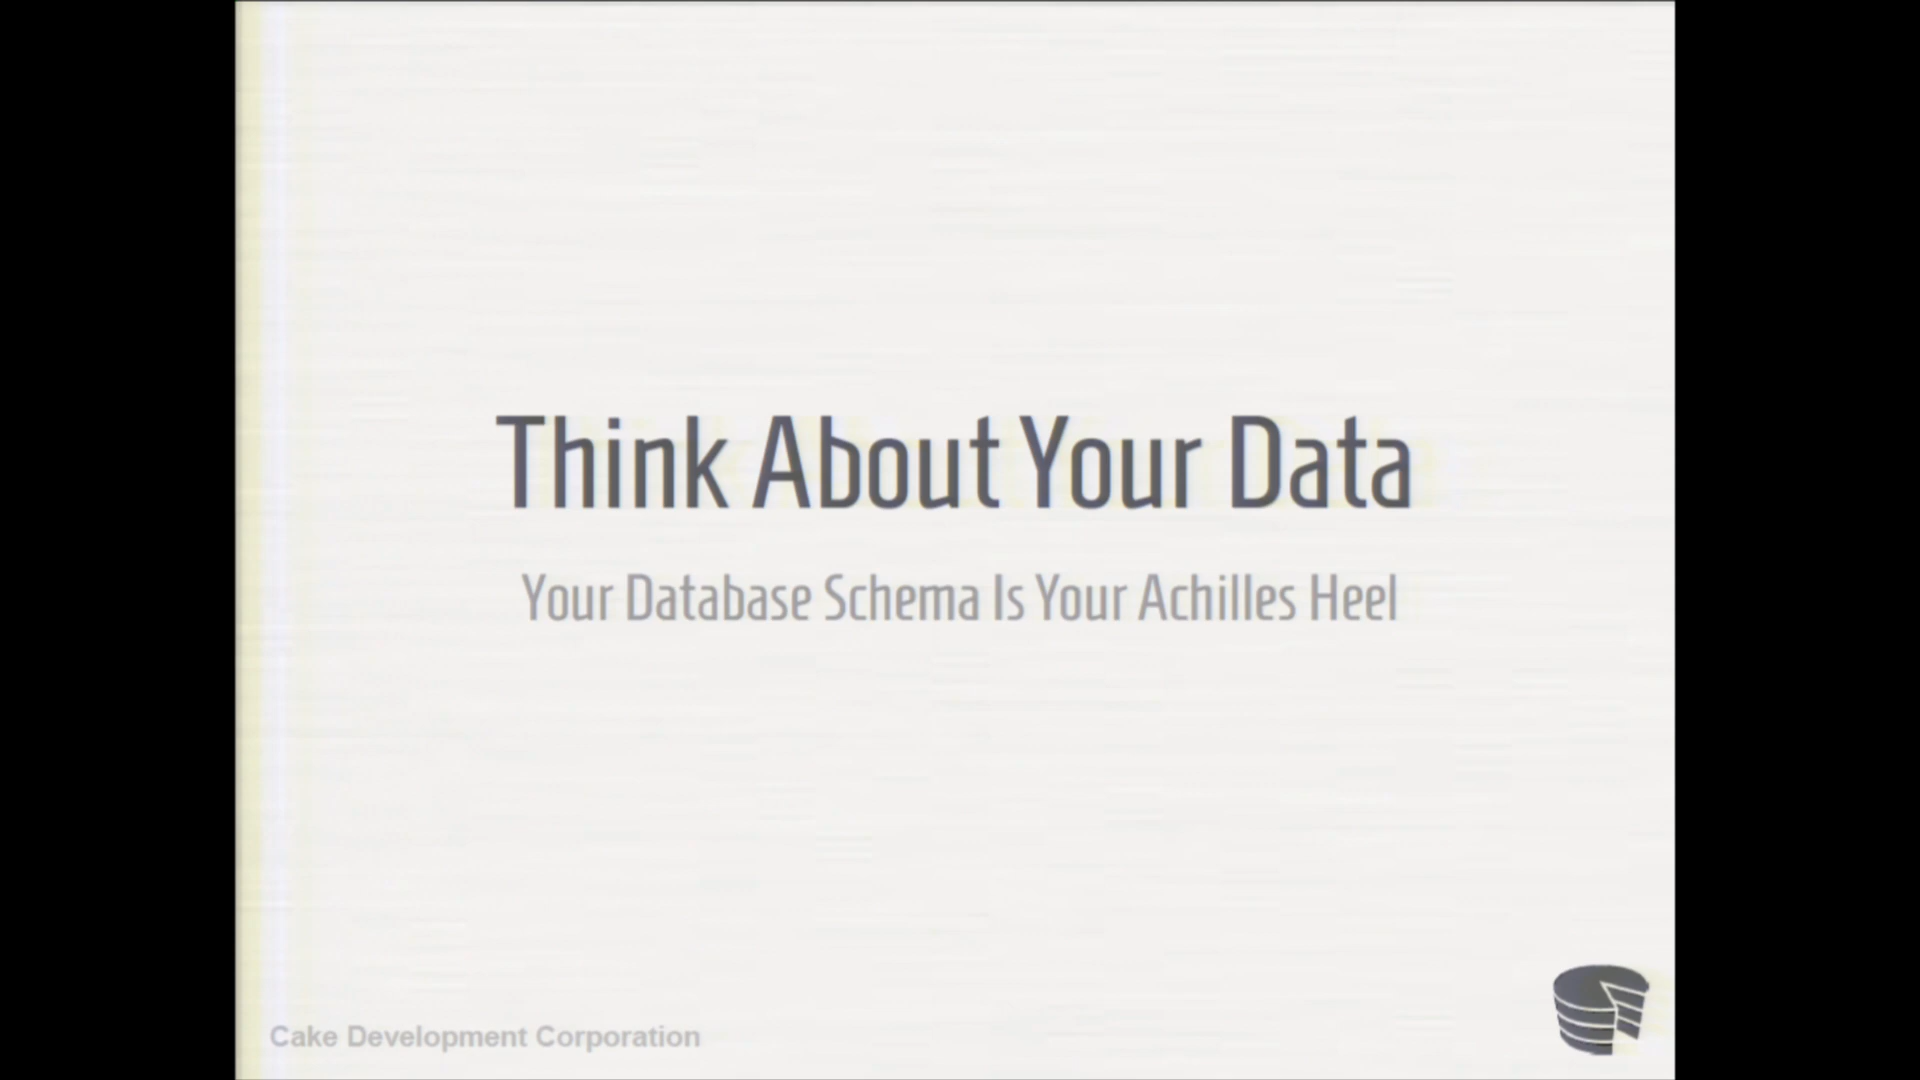 Think About Your Data
Your Database Schema Is Your Achilles Heel
Cake Development Corporation